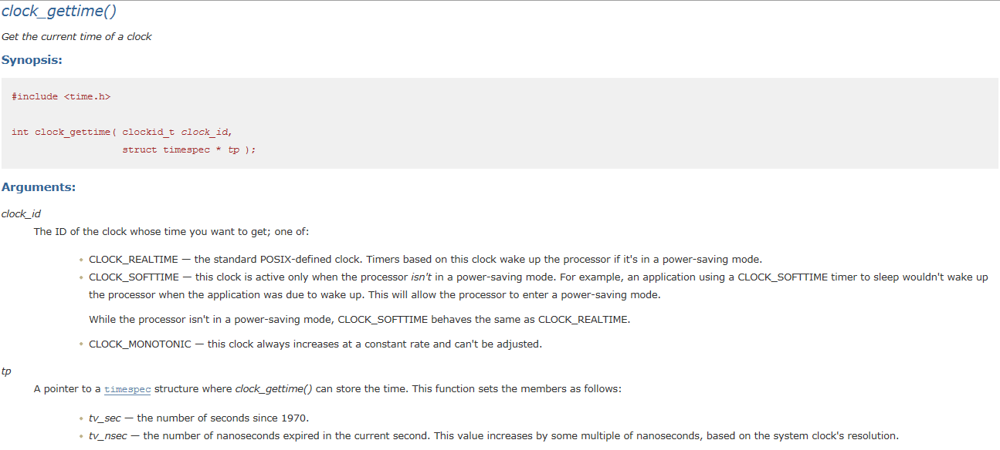 clock_gettime()
Get the current time of a clock
Synopsis:
#include <time.h>
int clock_gettime( clockid_t clock_id,
struct timespec * tp );
Arguments:
clock_id
The ID of the clock whose time you want to get; one of:
• CLOCK_REALTIME — the standard POSIX-defined clock. Timers based on this clock wake up the processor if it's in a power-saving mode.
• CLOCK_SOFTTIME — this clock is active only when the processor isn't in a power-saving mode. For example, an application using a CLOCK_SOFTTIME timer to sleep wouldn't wake up
the processor when the application was due to wake up. This will allow the processor to enter a power-saving mode.
While the processor isn't in a power-saving mode, CLOCK_SOFTTIME behaves the same as CLOCK_REALTIME.
• CLOCK_MONOTONIC — this clock always increases at a constant rate and can't be adjusted.
tp
A pointer to a timespec structure where clock_gettime() can store the time. This function sets the members as follows:
• tv_sec — the number of seconds since 1970.
• tv_nsec — the number of nanoseconds expired in the current second. This value increases by some multiple of nanoseconds, based on the system clock's resolution.